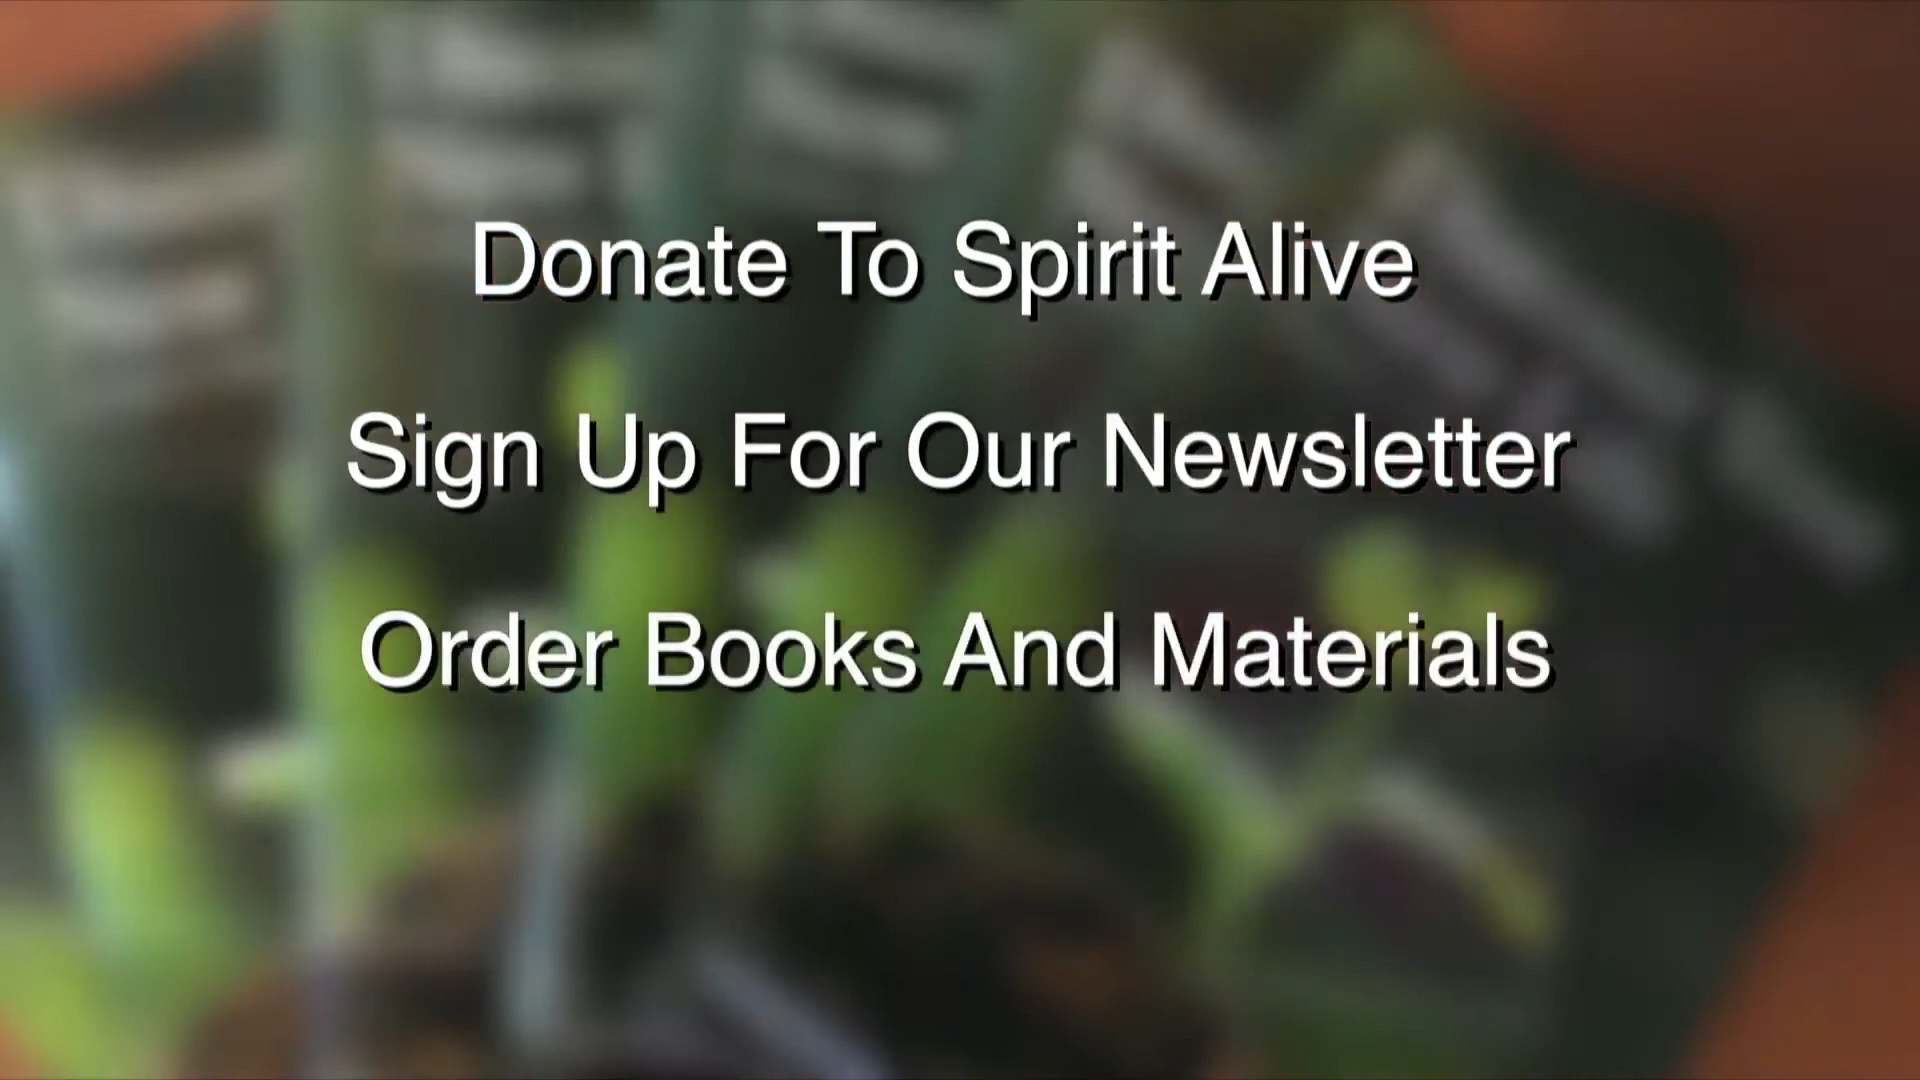 Donate To Spirit Alive
Sign Up For Our Newsletter
Order Books And Materials